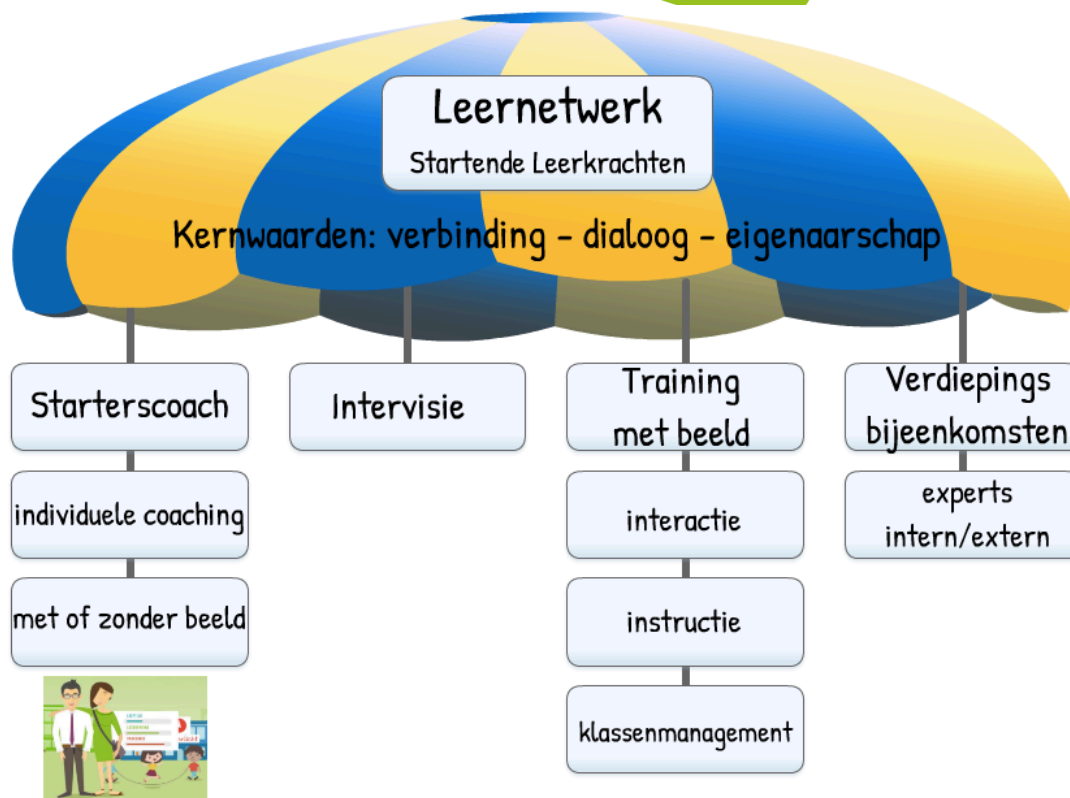 Leernetwerk
Startende Leerkrachten
Kernwaarden: verbinding - dialoog - eigenaarschap
Starterscoach
individuele coaching
met of zonder beeld
Intervisie
Training
met beeld
interactie
instructie
klassenmanagement
Verdiepings
bijeenkomsten
experts
intern/extern